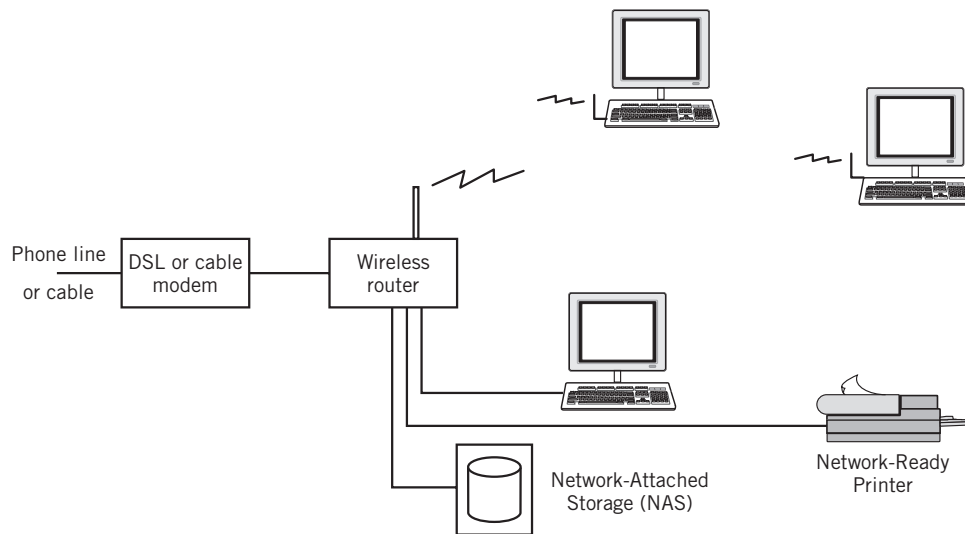 Phone line
or cable
DSL or cable
modem
Wireless
router
Network-Attached
Storage (NAS)
Network-Ready
Printer